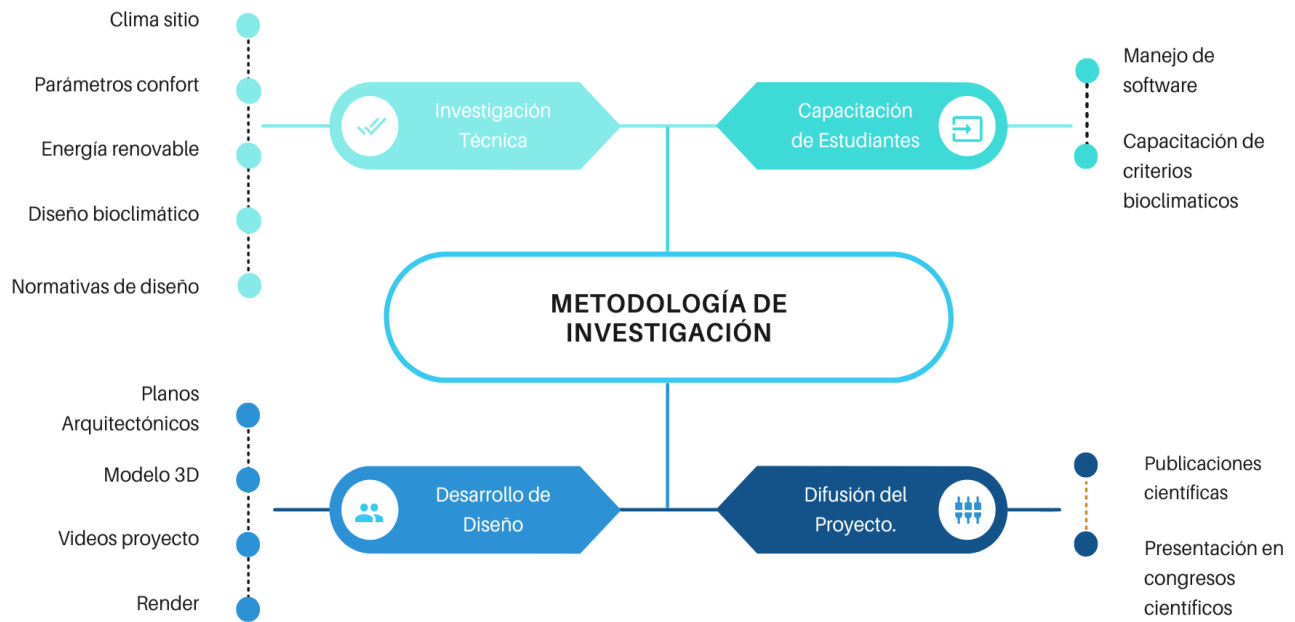 Clima sitio
Parámetros confort
Energía renovable
Diseño bioclimático
Normativas de diseño
Investigación
Técnica
Capacitación
de Estudiantes
Manejo de
software
Capacitación de
criterios
bioclimaticos
METODOLOGÍA DE
INVESTIGACIÓN
Planos
Arquitectónicos
Modelo 3D
Videos proyecto
Render
Desarrollo de
Diseño
Difusión del
Proyecto.
Publicaciones
científicas
Presentación en
congresos
científicos